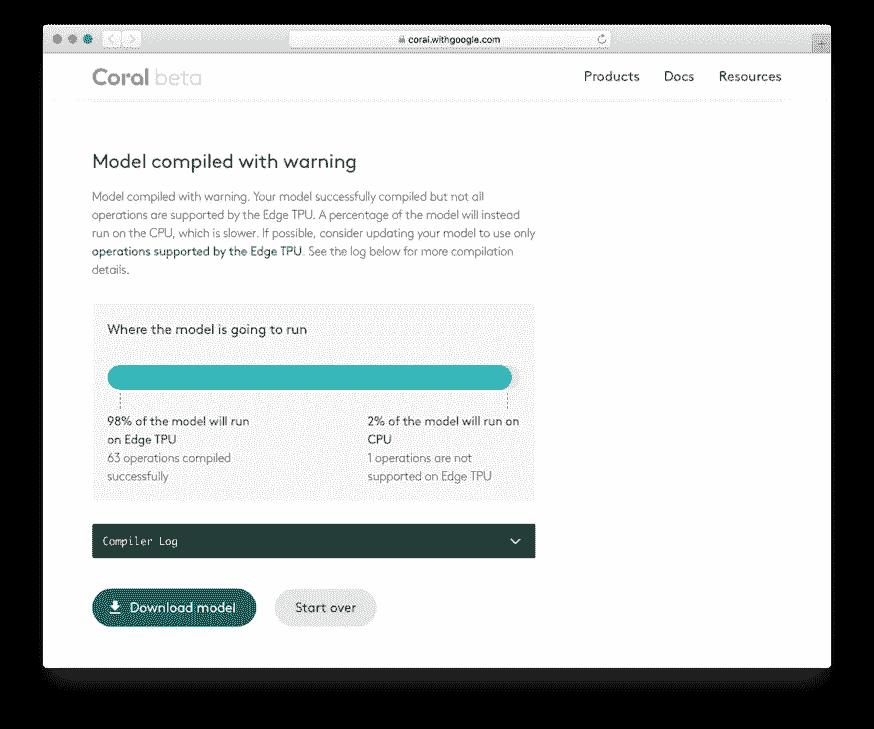 coral.withgoogle.com
Coral beta
Products Docs Resources
Model compiled with warning
Model compiled with warning. Your model successfully compiled but not all
operations are supported by the Edge TPU. A percentage of the model will instead
run on the CPU, which is slower. If possible, consider updating your model to use only
operations supported by the Edge TPU. See the log below for more compilation
details.
Where the model is going to run
98% of the model will run
on Edge TPU
63 operations compiled
successfully
2% of the model will run on
CPU
1 operations are not
supported on Edge TPU
Compiler Log
Download model
Start over